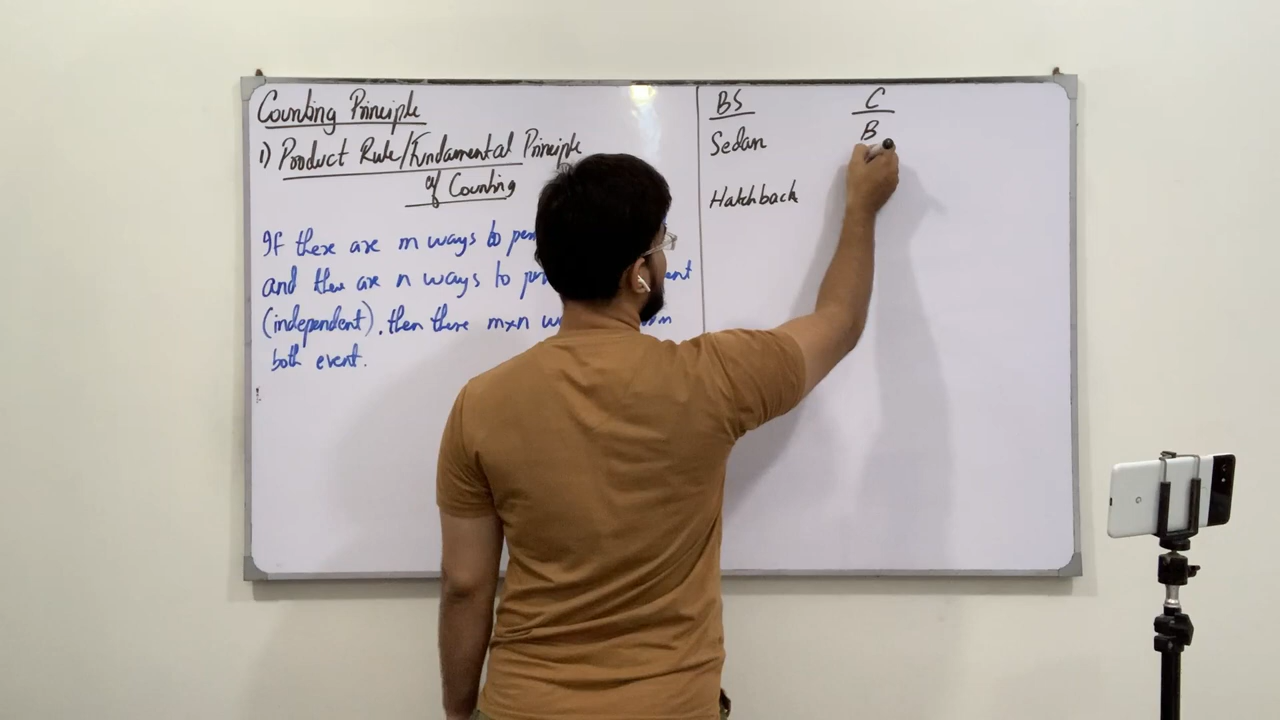 Counting Principle
1) Product Rule/Fundamental Principle
of Counting
If there are m ways to
and there are n ways to
(independent), then there m×n
both event.
BS
Sedan
Hatchback
C
B